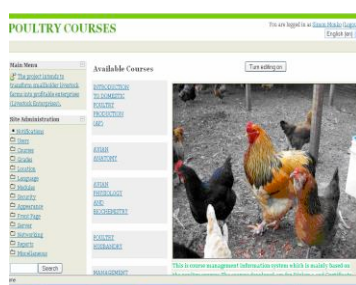 POULTRY COURSES
You are logged in as
English (en)
Main Menu
The project intends to
transform smallholder livestock
farms into profitable enterprise
(Livestock Enterprises).
Site Administration
Notifications
Users
Courses
Grades
Location
Language
Modules
Security
Appearance
Front Page
Server
Networking
Reports
Miscellaneous
Search
Available Courses
INTRODUCTION
TO DOMESTIC
POULTRY
PRODUCTION
AVIAN
ANATOMY
AVIAN
PHYSIOLOGY
AND
BIOCHEMISTRY
POULTRY
HUSBANDRY
MANAGEMENT
Turn editing on
This is course management information system which is mainly based on